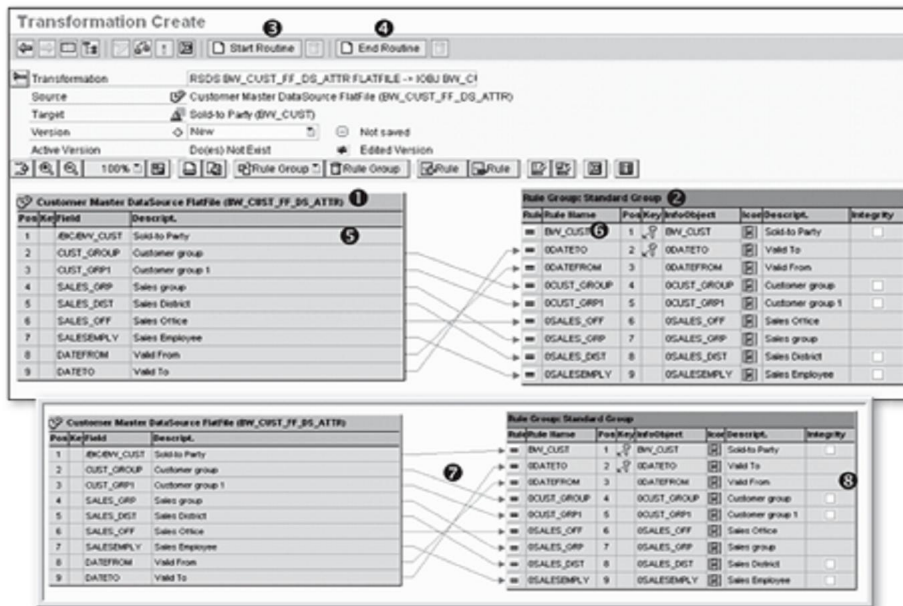 Transformation Create
❸ ❹
Start Routine End Routine
Transformation RSDS BW_CUST_FF_DS_ATTR FLATFILE -> IOBJ BW_C
Source Customer Master DataSource FlatFile (BW_CUST_FF_DS_ATTR)
Target Sold-to Party (BW_CUST)
Version New Not saved
Active Version Do(es) Not Exist Edited Version
100% Rule Group Rule Group Rule Rule
Customer Master DataSource FlatFile (BW_CUST_FF_DS_ATTR) ❶
Pos Key Field Descript.
❺
1 /BIC/BW_CUST Sold-to Party
2 CUST_GROUP Customer group
3 CUST_GRP1 Customer group 1
4 SALES_GRP Sales group
5 SALES_DIST Sales District
6 SALES_OFF Sales Office
7 SALESEMPLY Sales Employee
8 DATEFROM Valid From
9 DATETO Valid To
Rule Group: Standard Group ❷
Rule Rule Name Pos Key InfoObject Icon Descript. Integrity
BW_CUST ❻ 1 BW_CUST Sold-to Party
0DATETO 2 0DATETO Valid To
0DATEFROM 3 0DATEFROM Valid From
0CUST_GROUP 4 0CUST_GROUP Customer group
0CUST_GRP1 5 0CUST_GRP1 Customer group 1
0SALES_OFF 6 0SALES_OFF Sales Office
0SALES_GRP 7 0SALES_GRP Sales group
0SALES_DIST 8 0SALES_DIST Sales District
0SALESEMPLY 9 0SALESEMPLY Sales Employee
Customer Master DataSource FlatFile (BW_CUST_FF_DS_ATTR)
Pos Key Field Descript.
1 /BIC/BW_CUST Sold-to Party
2 CUST_GROUP Customer group
3 CUST_GRP1 Customer group 1
4 SALES_GRP Sales group
5 SALES_DIST Sales District
6 SALES_OFF Sales Office
7 SALESEMPLY Sales Employee
8 DATEFROM Valid From
9 DATETO Valid To
❼
Rule Group: Standard Group
Rule Rule Name Pos Key InfoObject Icon Descript. Integrity
BW_CUST 1 BW_CUST Sold-to Party
0DATETO 2 0DATETO Valid To
0DATEFROM 3 0DATEFROM Valid From ❽
0CUST_GROUP 4 0CUST_GROUP Customer group
0CUST_GRP1 5 0CUST_GRP1 Customer group 1
0SALES_OFF 6 0SALES_OFF Sales Office
0SALES_GRP 7 0SALES_GRP Sales group
0SALES_DIST 8 0SALES_DIST Sales District
0SALESEMPLY 9 0SALESEMPLY Sales Employee